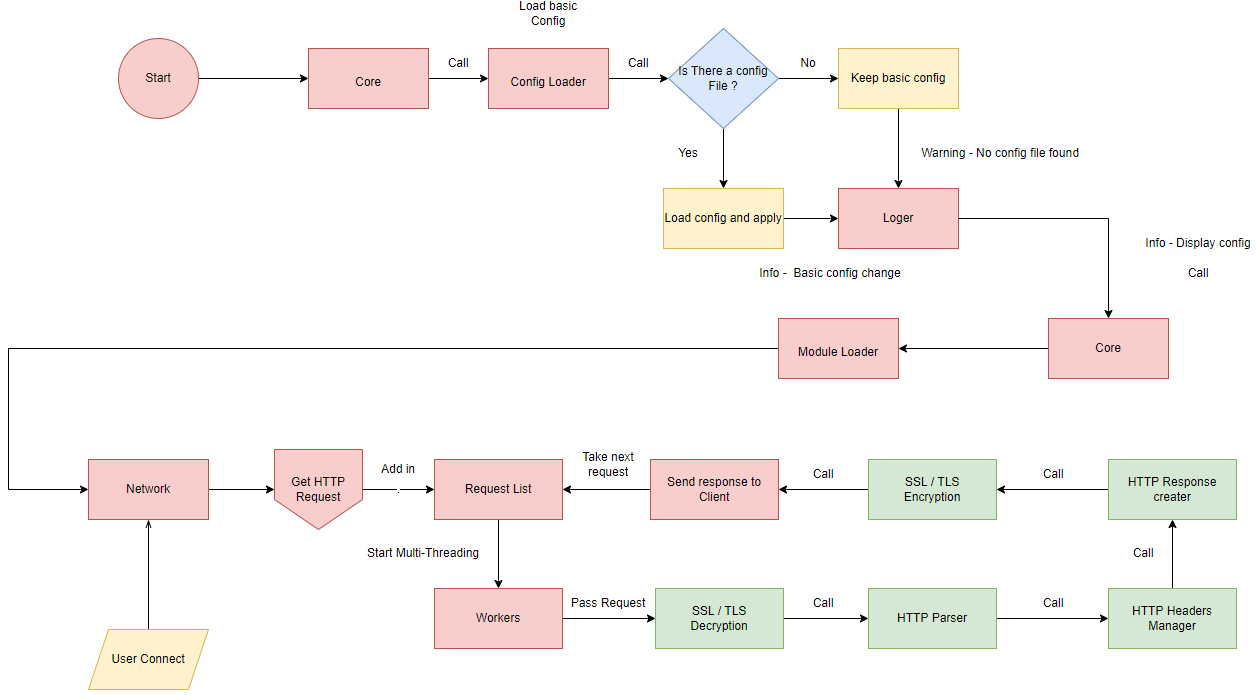 Load basic
Config
Start
Core
Call
Config Loader
Call
Is There a config
File ?
No
Keep basic config
Yes
Warning - No config file found
Load config and apply
Loger
Info - Display config
Call
Info -  Basic config change
Module Loader
Core
Network
Get HTTP
Request
Add in
.
Request List
Take next
request
Send response to
Client
Call
SSL / TLS
Encryption
Call
HTTP Response
creater
Start Multi-Threading
Call
Workers
Pass Request
SSL / TLS
Decryption
Call
HTTP Parser
Call
HTTP Headers
Manager
User Connect